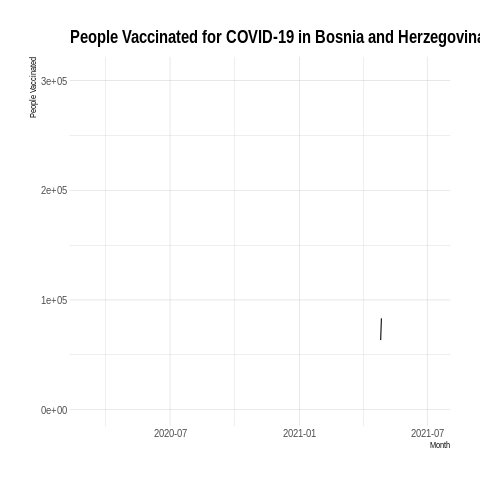 People Vaccinated for COVID-19 in Bosnia and Herzegovina
People Vaccinated
3e+05
2e+05
1e+05
0e+00
2020-07
2021-01
2021-07
Month